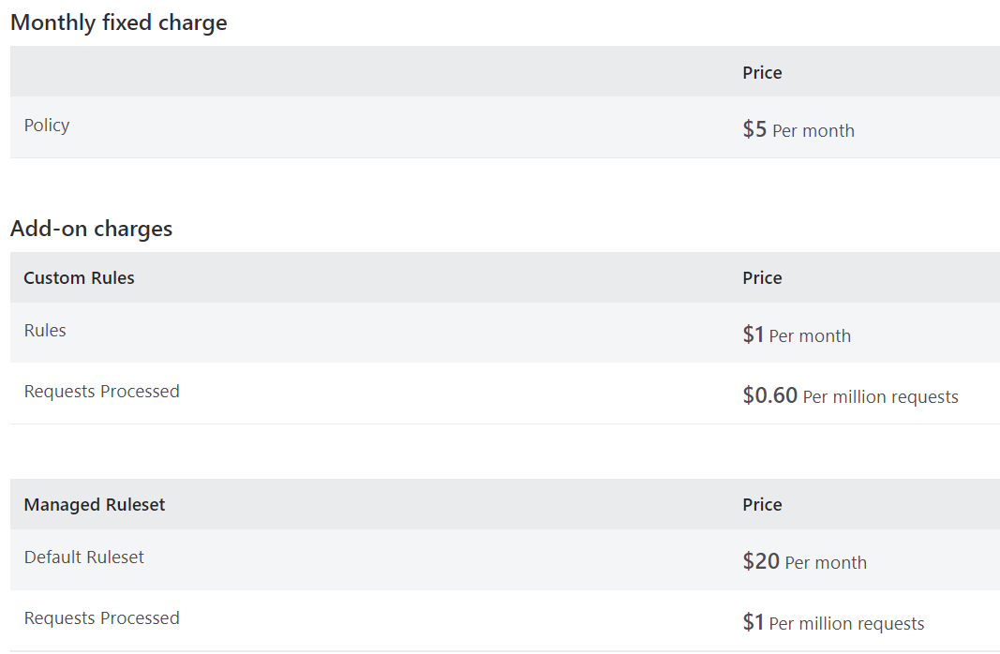 Monthly fixed charge
Price
Policy $5 Per month
Add-on charges
Custom Rules Price
Rules $1 Per month
Requests Processed $0.60 Per million requests
Managed Ruleset Price
Default Ruleset $20 Per month
Requests Processed $1 Per million requests